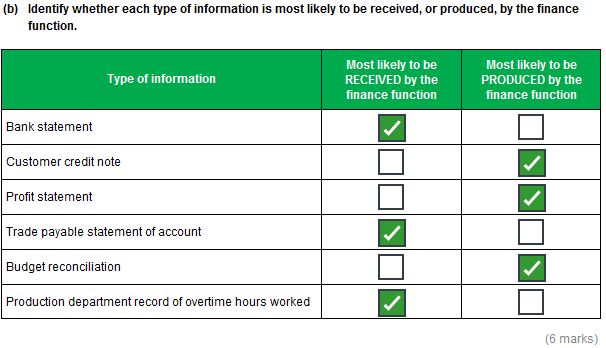 (b) Identify whether each type of information is most likely to be received, or produced, by the finance
function.
Type of information
Most likely to be
RECEIVED by the
finance function
Most likely to be
PRODUCED by the
finance function
Bank statement
Customer credit note
Profit statement
Trade payable statement of account
Budget reconciliation
Production department record of overtime hours worked
(6 marks)